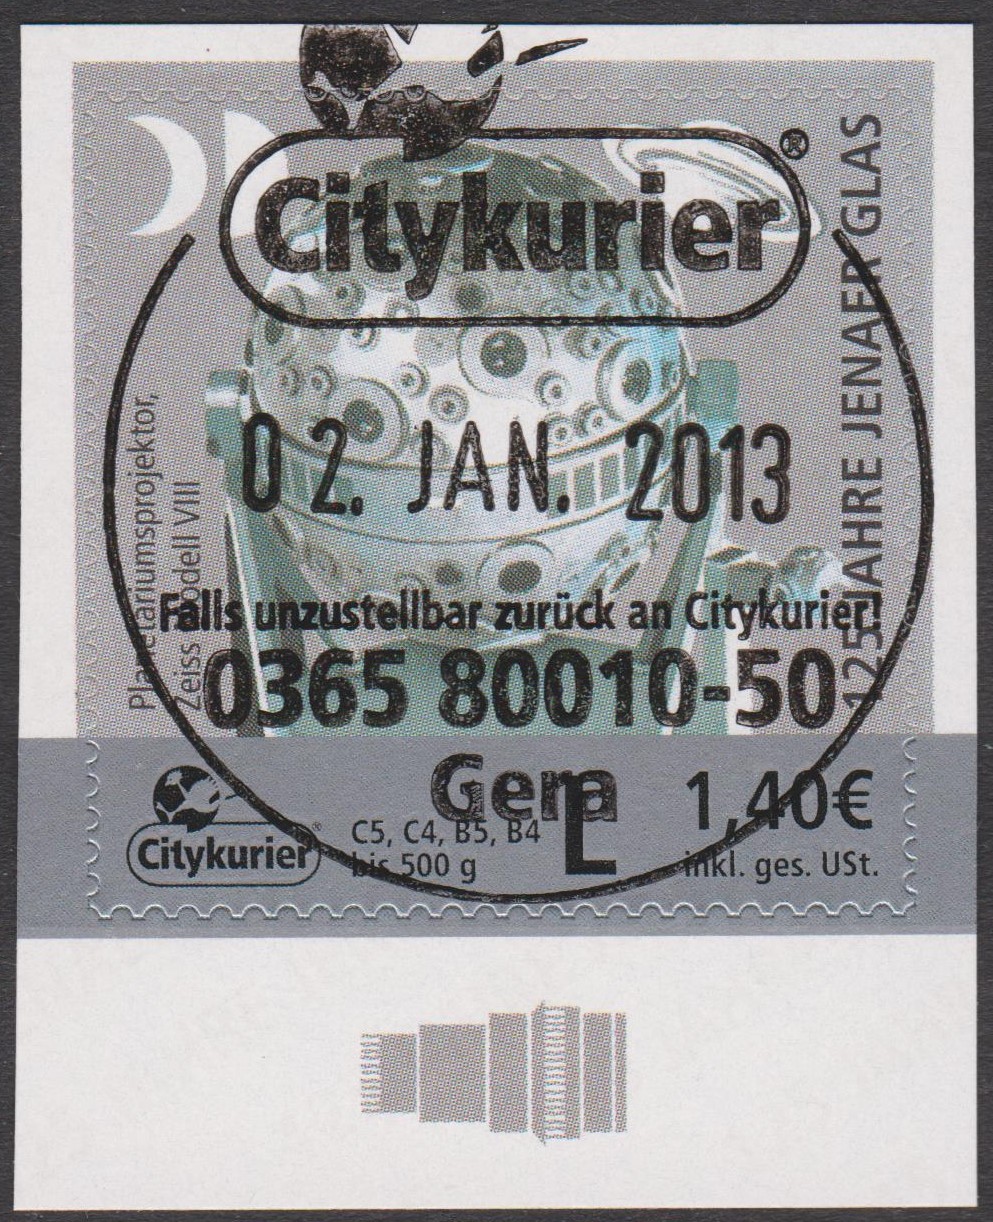 Citykurier®
125 JAHRE JENAER GLAS
Planetariumsprojektor,
Zeiss Modell VIII
02. JAN. 2013
Falls unzustellbar zurück an Citykurier!
0365 80010-50
Gera
L
1,40€
Citykurier®
C5, C4, B5, B4
bis 500 g
inkl. ges. USt.